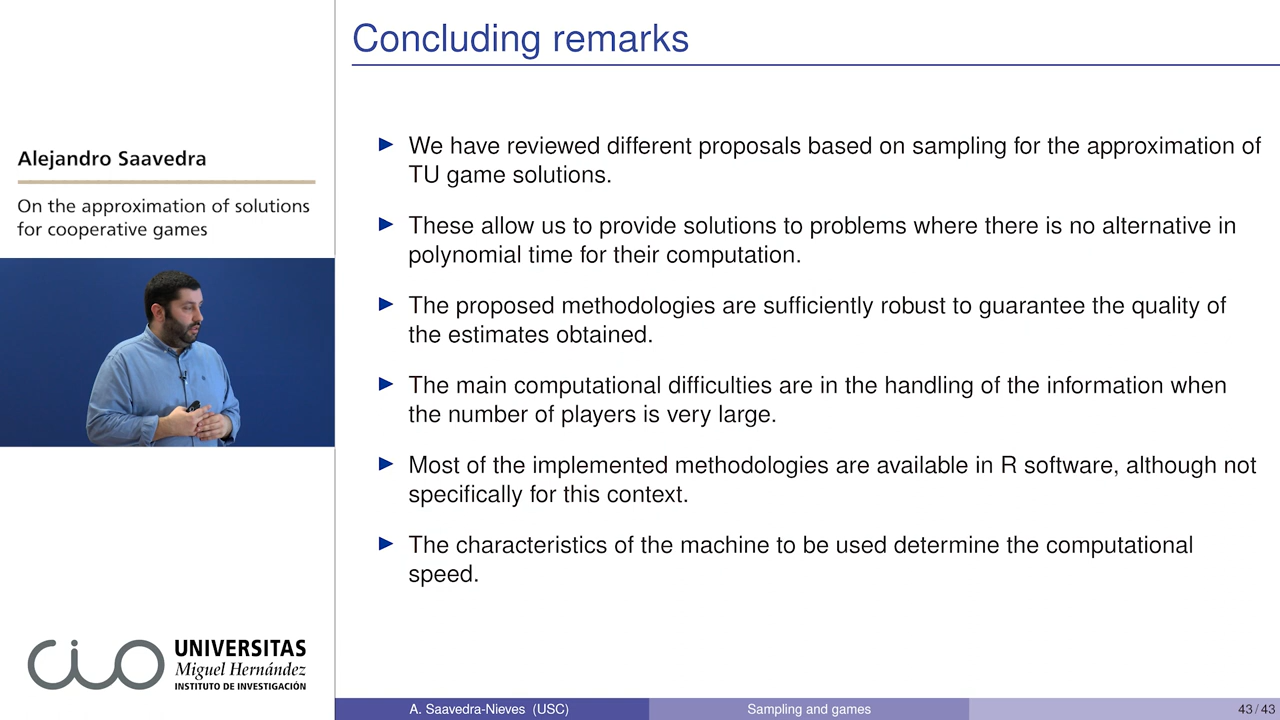 Concluding remarks
Alejandro Saavedra
On the approximation of solutions
for cooperative games
We have reviewed different proposals based on sampling for the approximation of
TU game solutions.
These allow us to provide solutions to problems where there is no alternative in
polynomial time for their computation.
The proposed methodologies are sufficiently robust to guarantee the quality of
the estimates obtained.
The main computational difficulties are in the handling of the information when
the number of players is very large.
Most of the implemented methodologies are available in R software, although not
specifically for this context.
The characteristics of the machine to be used determine the computational
speed.
cio
UNIVERSITAS
Miguel Hernández
INSTITUTO DE INVESTIGACIÓN
A. Saavedra-Nieves (USC)
Sampling and games
43 / 43